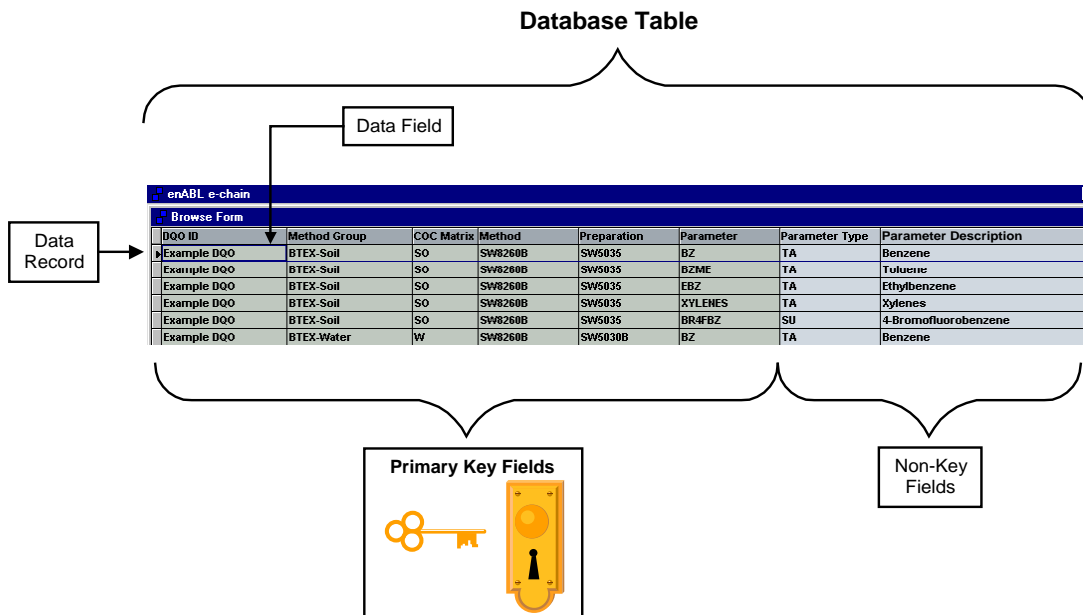 Database Table
Data Field
enABL e-chain
Browse Form
Data
Record
DQO ID Method Group COC Matrix Method Preparation Parameter Parameter Type Parameter Description
Example DQO BTEX-Soil SO SW8260B SW5035 BZ TA Benzene
Example DQO BTEX-Soil SO SW8260B SW5035 BZME TA Toluene
Example DQO BTEX-Soil SO SW8260B SW5035 EBZ TA Ethylbenzene
Example DQO BTEX-Soil SO SW8260B SW5035 XYLENES TA Xylenes
Example DQO BTEX-Soil SO SW8260B SW5035 BR4FBZ SU 4-Bromofluorobenzene
Example DQO BTEX-Water W SW8260B SW5030B BZ TA Benzene
Primary Key Fields
Non-Key
Fields